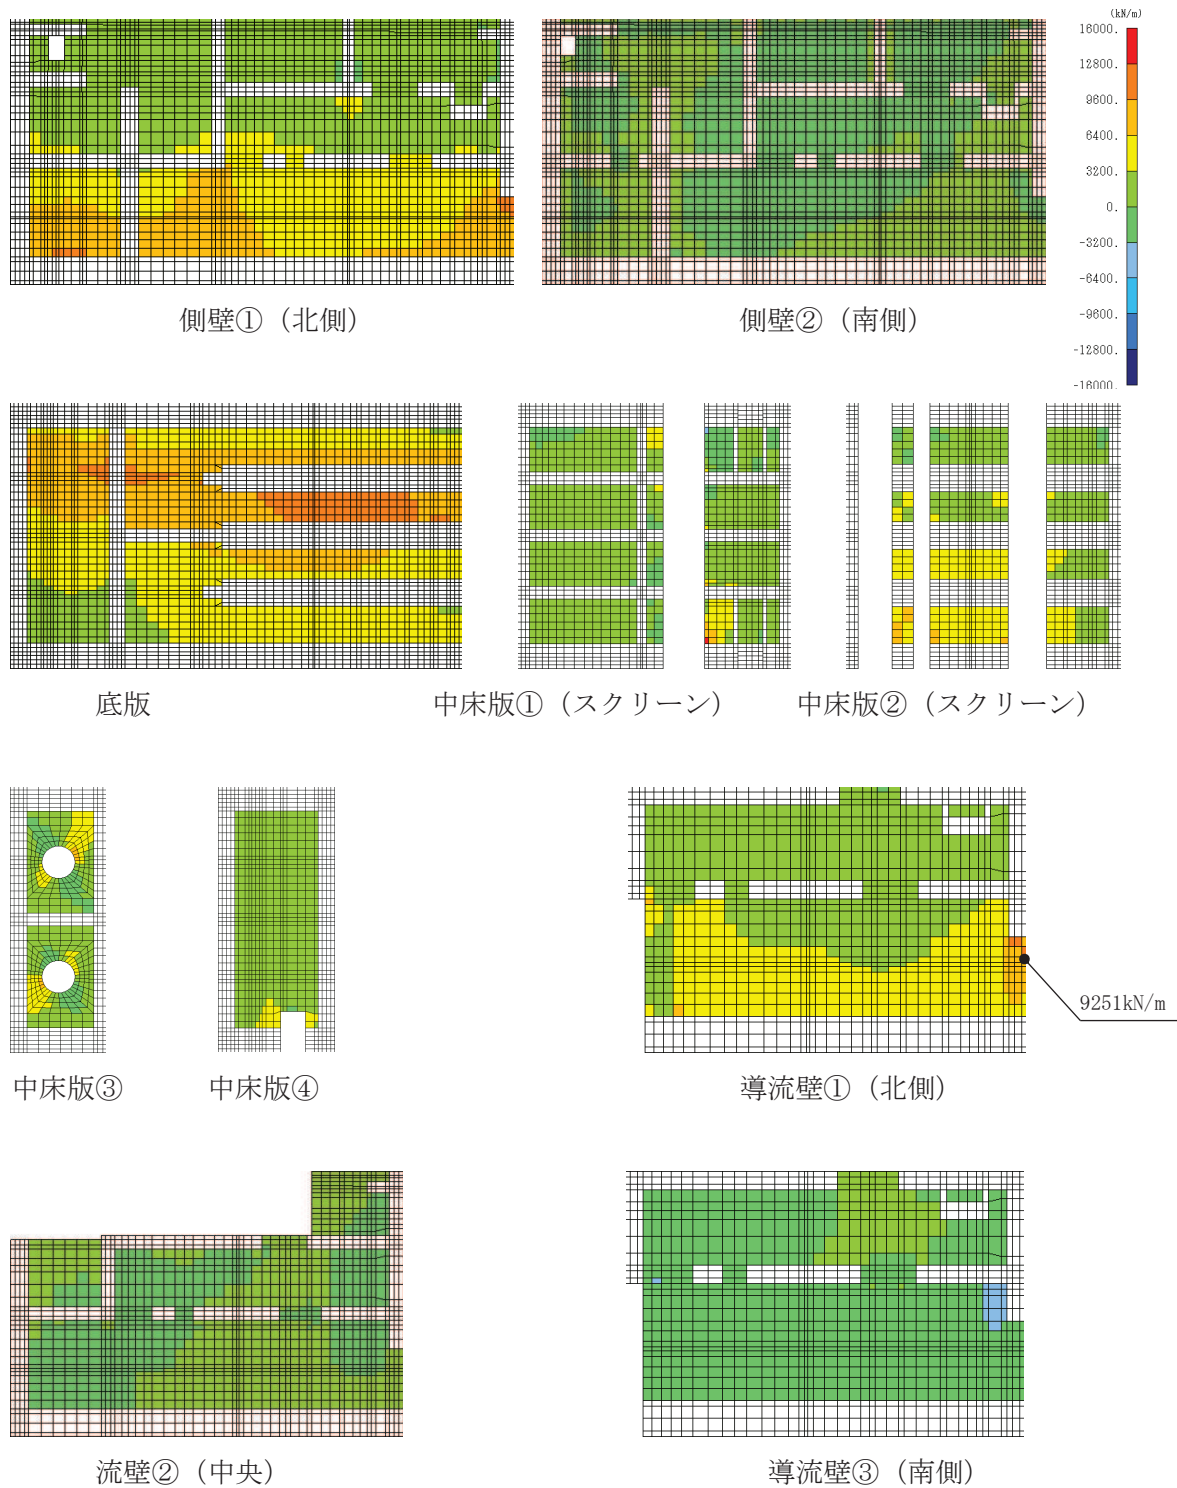 (kN/m)
16000.
12800.
9600.
6400.
3200.
0.
-3200.
-6400.
-9600.
-12800.
-16000.
側壁①（北側）
側壁②（南側）
底版
中床版①（スクリーン）
中床版②（スクリーン）
9251kN/m
中床版③
中床版④
導流壁①（北側）
流壁②（中央）
導流壁③（南側）